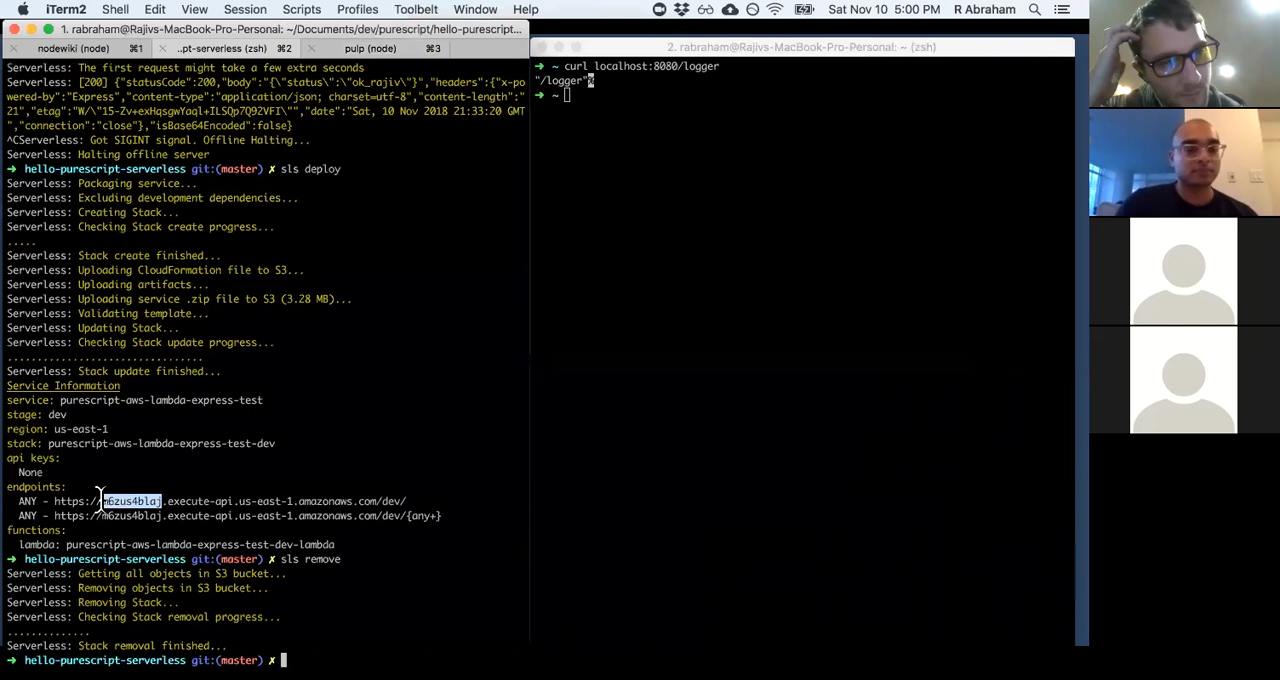 iTerm2 Shell Edit View Session Scripts Profiles Toolbelt Window Help Sat Nov 10 5:00 PM R Abraham
1. rabraham@Rajivs-MacBook-Pro-Personal: ~/Documents/dev/purescript/hello-purescript...
nodewiki (node) ⌘1 ..pt-serverless (zsh) ⌘2 pulp (node) ⌘3
Serverless: The first request might take a few extra seconds
Serverless: [200] {"statusCode":200,"body":"{\"status\":\"ok_rajiv\"}","headers":{"x-po
wered-by":"Express","content-type":"application/json; charset=utf-8","content-length":"
21","etag":"W/\"15-Zv+exHqsgwYaql+ILSQp7Q92VFI\"","date":"Sat, 10 Nov 2018 21:33:20 GMT
","connection":"close"},"isBase64Encoded":false}
^CServerless: Got SIGINT signal. Offline Halting...
Serverless: Halting offline server
➜ hello-purescript-serverless git:(master) ✗ sls deploy
Serverless: Packaging service...
Serverless: Excluding development dependencies...
Serverless: Creating Stack...
Serverless: Checking Stack create progress...
.....
Serverless: Stack create finished...
Serverless: Uploading CloudFormation file to S3...
Serverless: Uploading artifacts...
Serverless: Uploading service .zip file to S3 (3.28 MB)...
Serverless: Validating template...
Serverless: Updating Stack...
Serverless: Checking Stack update progress...
.................................
Serverless: Stack update finished...
Service Information
service: purescript-aws-lambda-express-test
stage: dev
region: us-east-1
stack: purescript-aws-lambda-express-test-dev
api keys:
None
endpoints:
ANY - https://m6zus4blaj.execute-api.us-east-1.amazonaws.com/dev/
ANY - https://m6zus4blaj.execute-api.us-east-1.amazonaws.com/dev/{any+}
functions:
lambda: purescript-aws-lambda-express-test-dev-lambda
➜ hello-purescript-serverless git:(master) ✗ sls remove
Serverless: Getting all objects in S3 bucket...
Serverless: Removing objects in S3 bucket...
Serverless: Removing Stack...
Serverless: Checking Stack removal progress...
..............
Serverless: Stack removal finished...
➜ hello-purescript-serverless git:(master) ✗
2. rabraham@Rajivs-MacBook-Pro-Personal: ~ (zsh)
➜ ~ curl localhost:8080/logger
"/logger"%
➜ ~